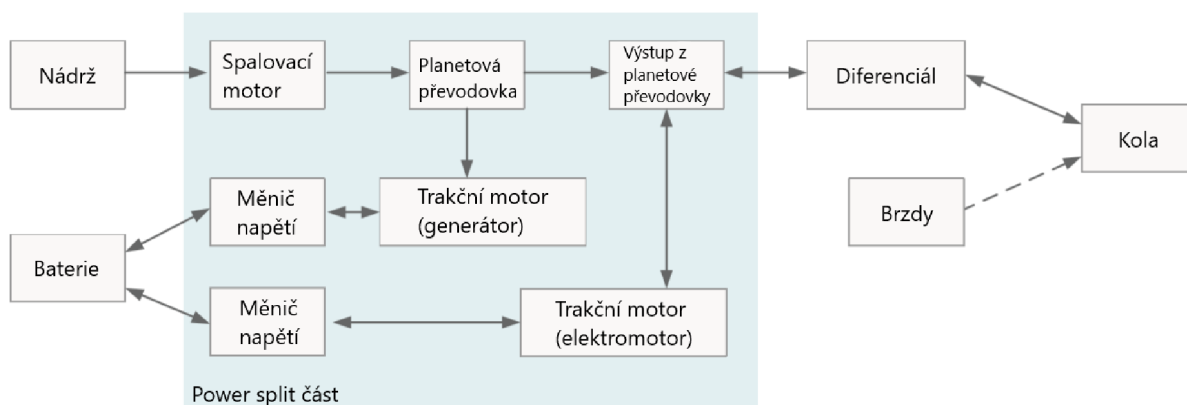 Nádrž
Spalovací
motor
Planetová
převodovka
Výstup z
planetové
převodovky
Diferenciál
Kola
Brzdy
Měnič
napětí
Trakční motor
(generátor)
Baterie
Měnič
napětí
Trakční motor
(elektromotor)
Power split část